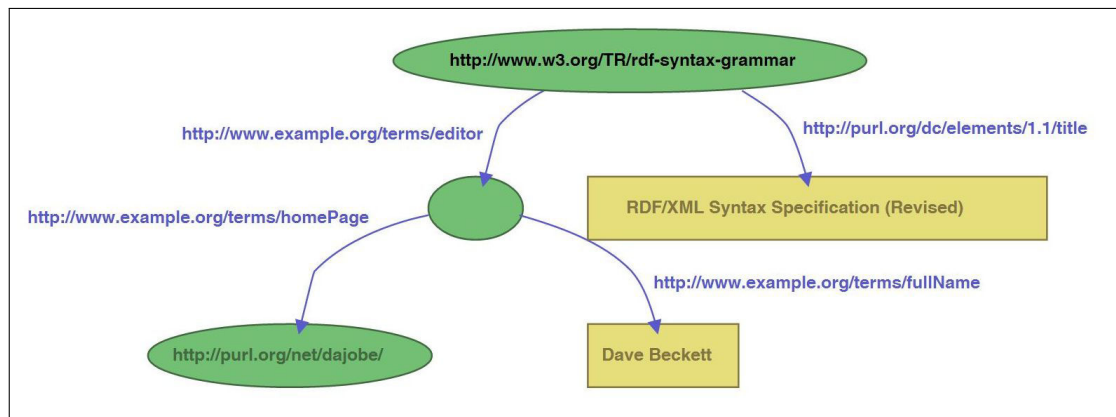 http://www.w3.org/TR/rdf-syntax-grammar
http://www.example.org/terms/editor
http://purl.org/dc/elements/1.1/title
RDF/XML Syntax Specification (Revised)
http://www.example.org/terms/homePage
http://www.example.org/terms/fullName
http://purl.org/net/dajobe/
Dave Beckett